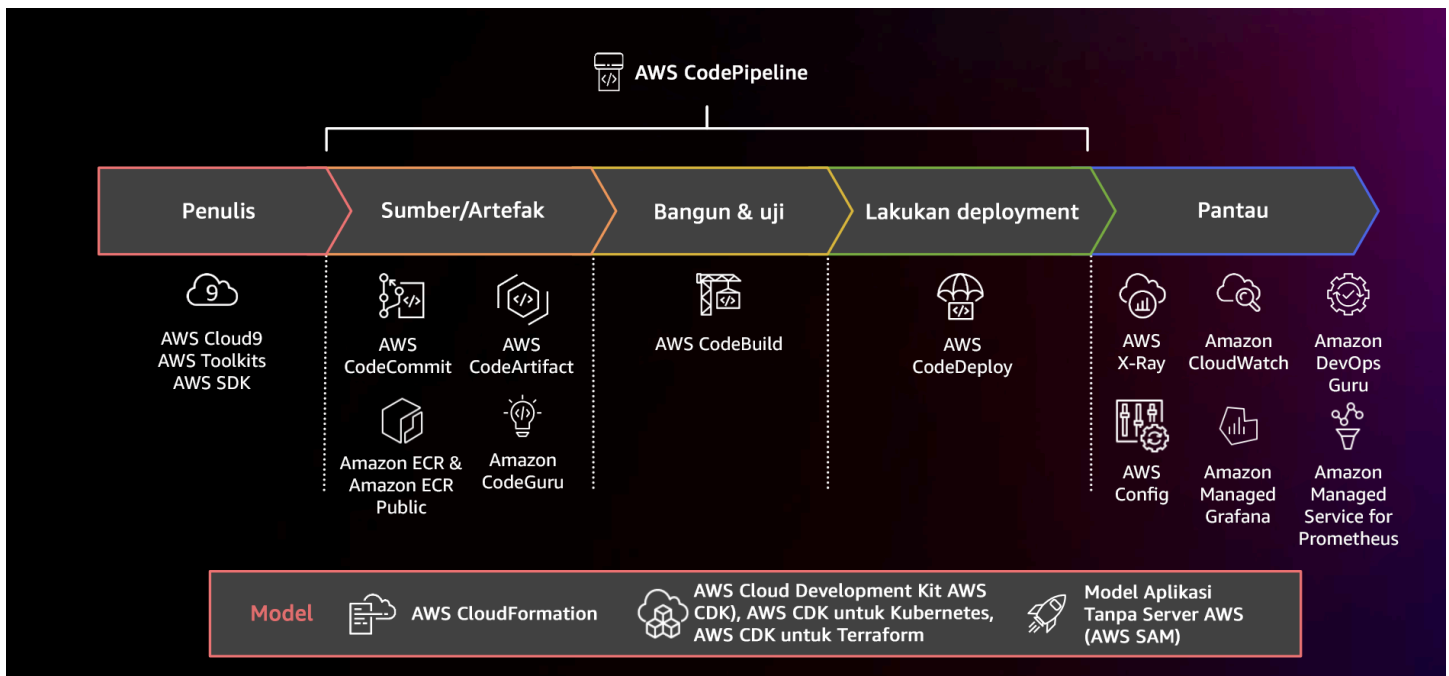 AWS CodePipeline
Penulis
Sumber/Artefak
Bangun & uji
Lakukan deployment
Pantau
9
AWS Cloud9
AWS Toolkits
AWS SDK
AWS
CodeCommit
AWS
CodeArtifact
Amazon ECR &
Amazon ECR
Public
Amazon
CodeGuru
AWS CodeBuild
AWS
CodeDeploy
AWS
X-Ray
Amazon
CloudWatch
Amazon
DevOps
Guru
AWS
Config
Amazon
Managed
Grafana
Amazon
Managed
Service for
Prometheus
Model
AWS CloudFormation
AWS Cloud Development Kit AWS
CDK), AWS CDK untuk Kubernetes,
AWS CDK untuk Terraform
Model Aplikasi
Tanpa Server AWS
(AWS SAM)